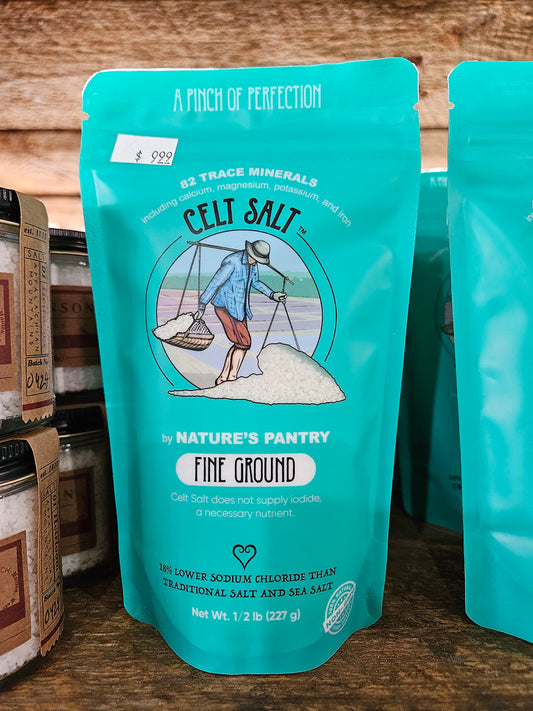 A PINCH OF PERFECTION
$ 999
82 TRACE MINERALS
including calcium, magnesium, potassium, and iron
CELT SALT™
by NATURE'S PANTRY
FINE GROUND
Celt Salt does not supply iodide,
a necessary nutrient.
18% LOWER SODIUM CHLORIDE THAN
TRADITIONAL SALT AND SEA SALT
Net Wt. 1/2 lb (227 g)